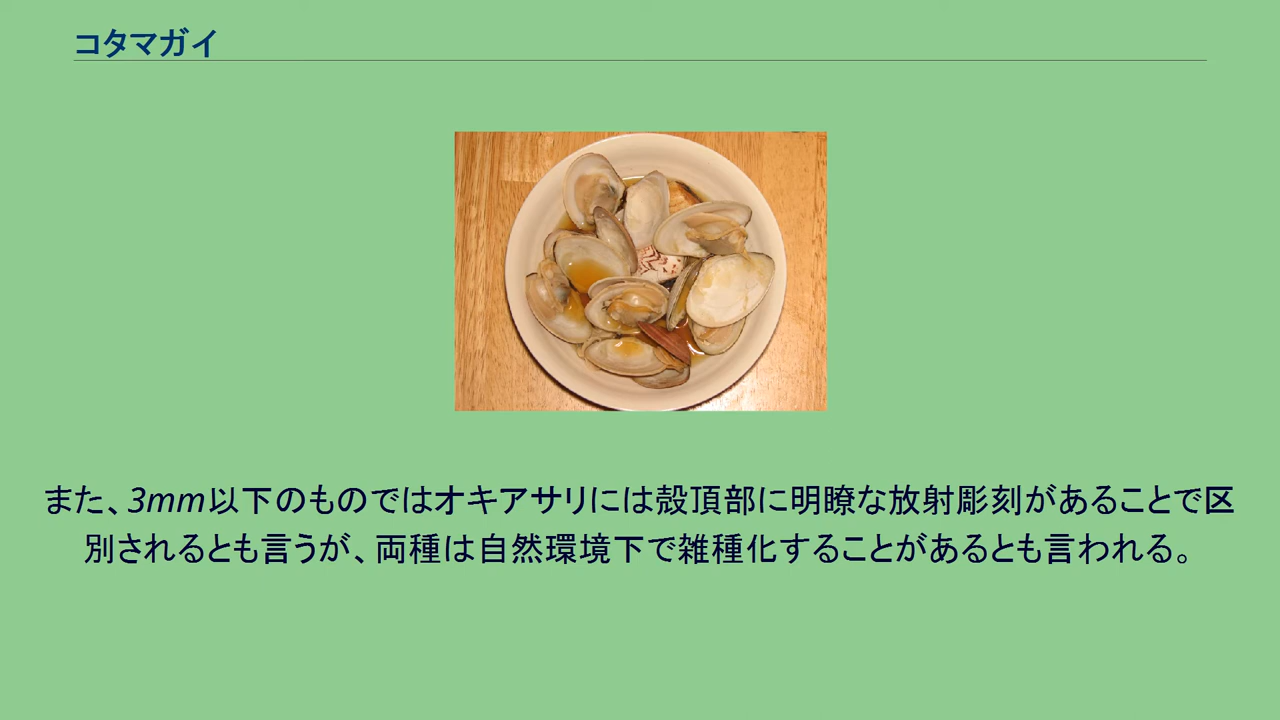 コタマガイ
また、3mm以下のものではオキアサリには殻頂部に明瞭な放射彫刻があることで区
別されるとも言うが、両種は自然環境下で雑種化することがあるとも言われる。